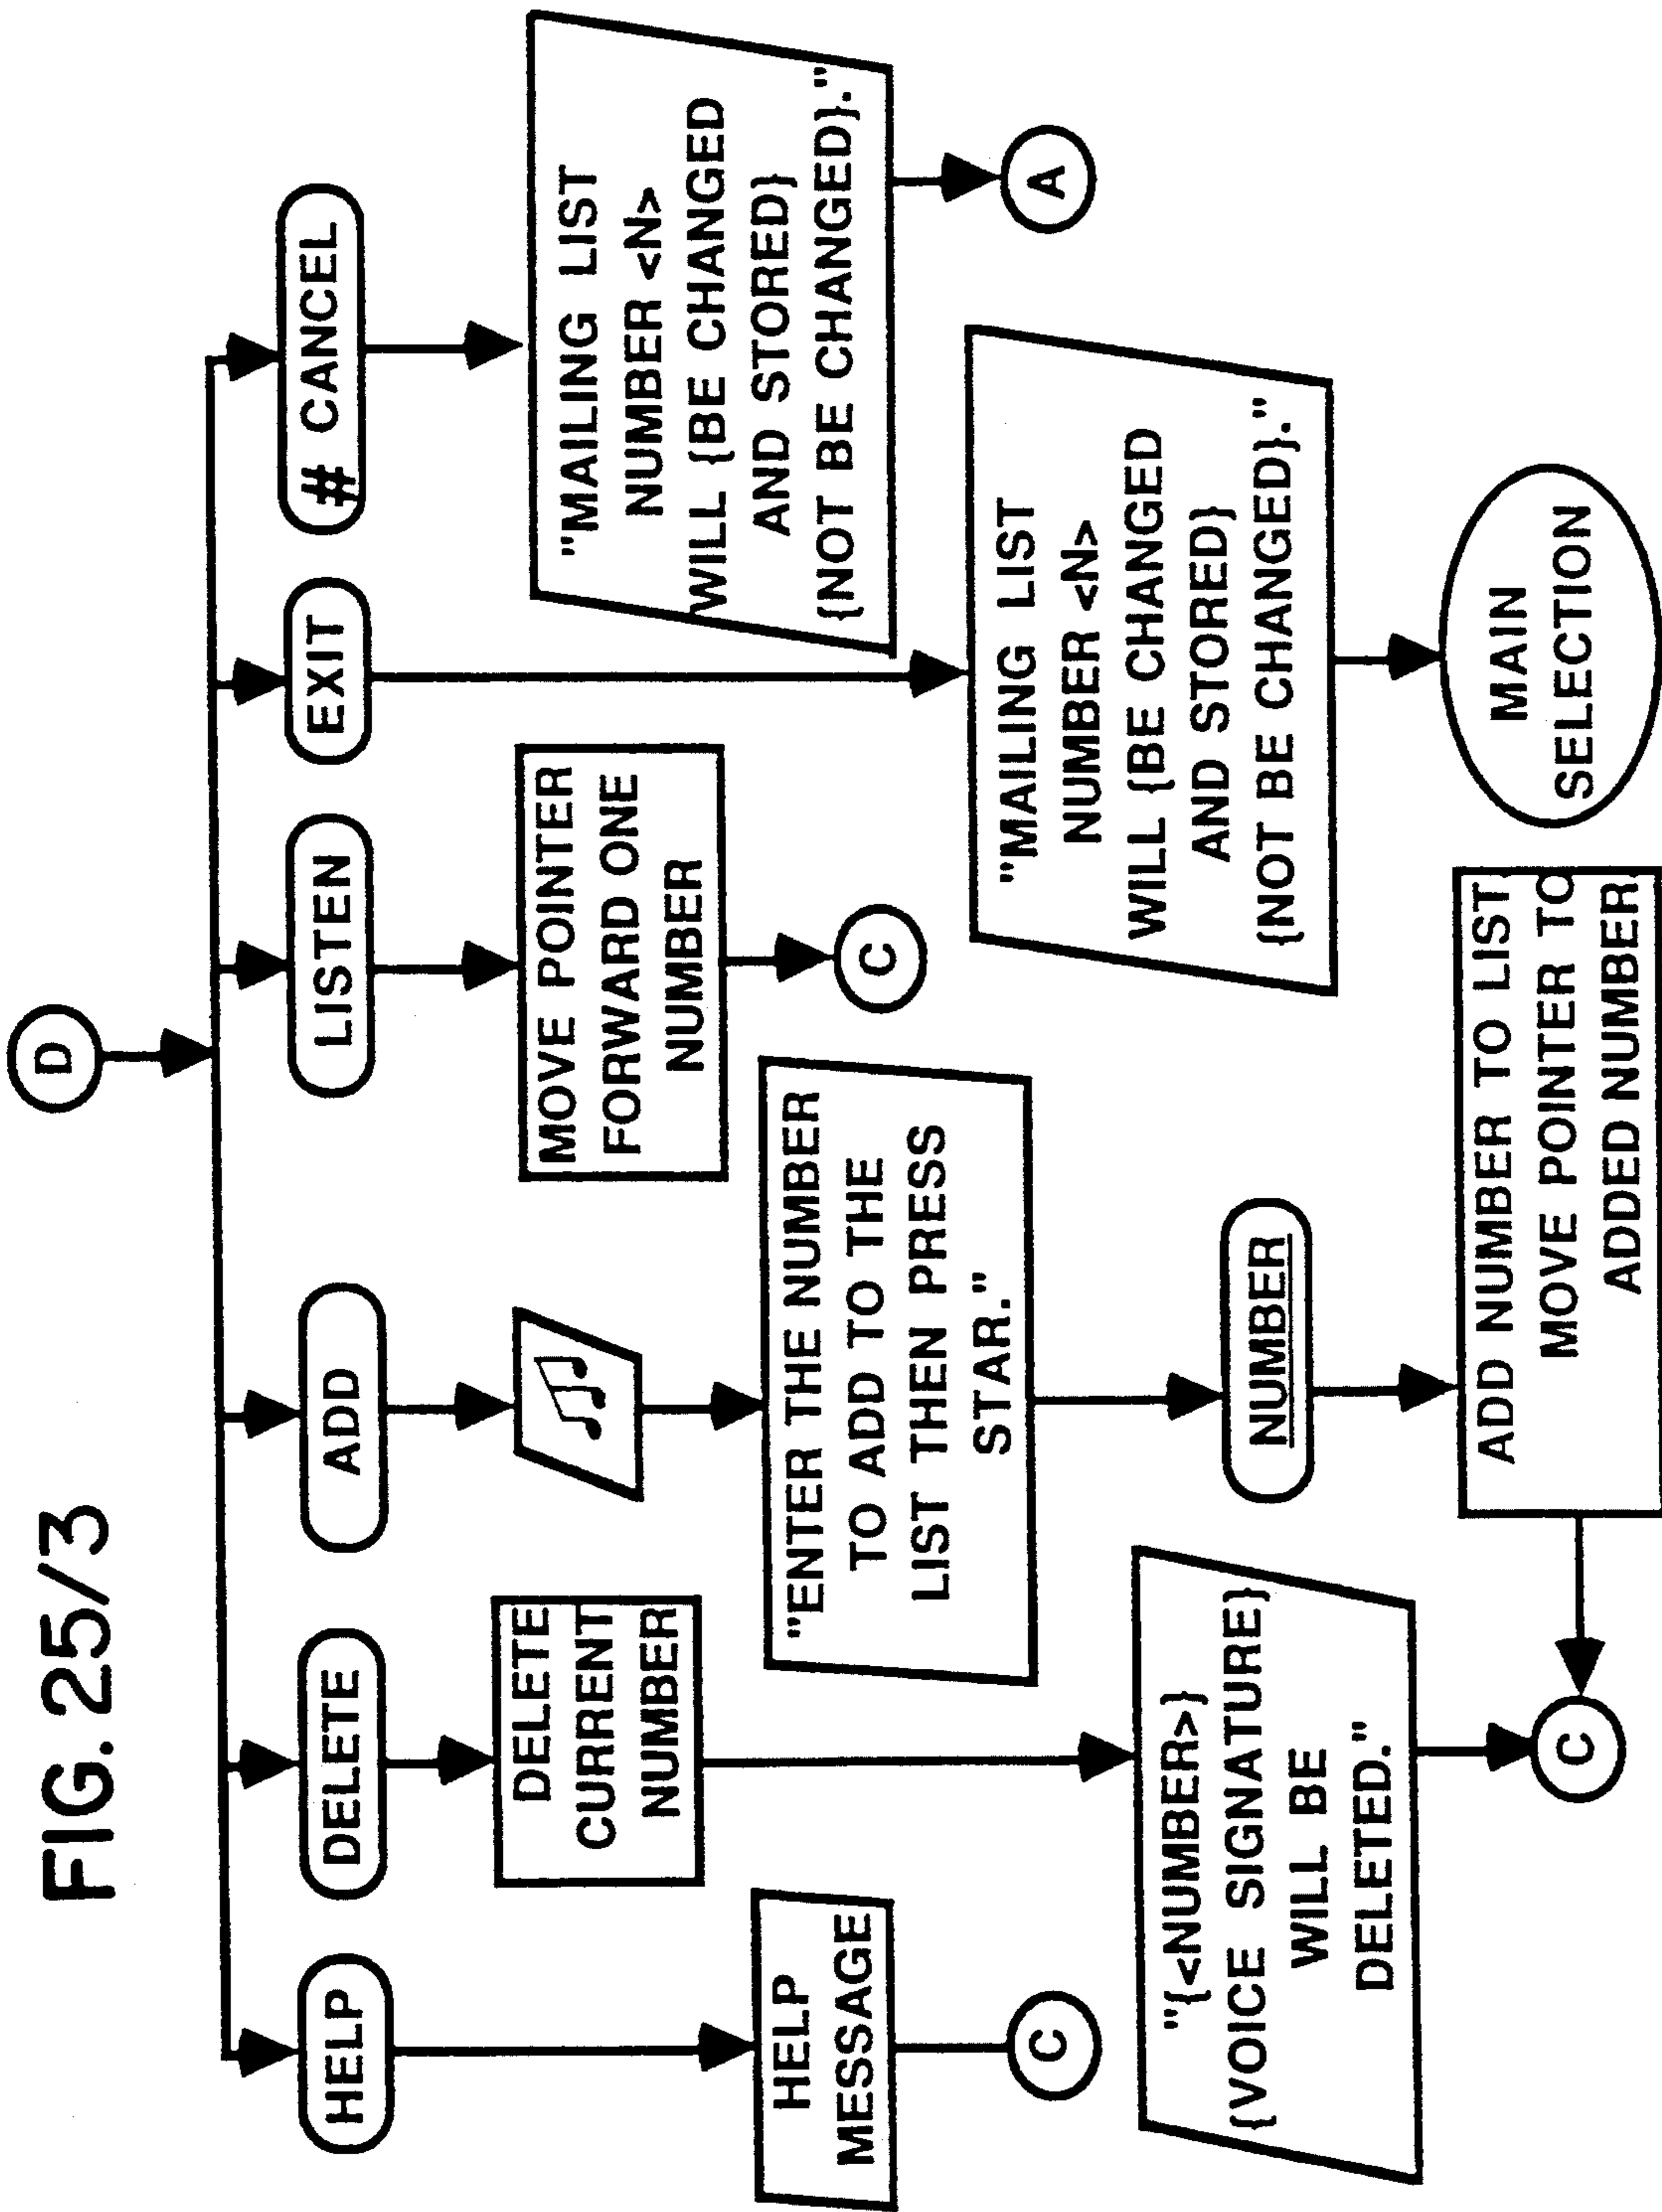 FIG. 25/3
D
HELP
HELP
MESSAGE
C
DELETE
DELETE
CURRENT
NUMBER
"{<NUMBER>}
{VOICE SIGNATURE}
WILL BE
DELETED."
C
ADD
"ENTER THE NUMBER
TO ADD TO THE
LIST THEN PRESS
STAR."
NUMBER
ADD NUMBER TO LIST
MOVE POINTER TO
ADDED NUMBER
LISTEN
MOVE POINTER
FORWARD ONE
NUMBER
C
EXIT
"MAILING LIST
NUMBER <N>
WILL {BE CHANGED
AND STORED}
{NOT BE CHANGED}."
MAIN
SELECTION
# CANCEL
"MAILING LIST
NUMBER <N>
WILL {BE CHANGED
AND STORED}
{NOT BE CHANGED}."
A